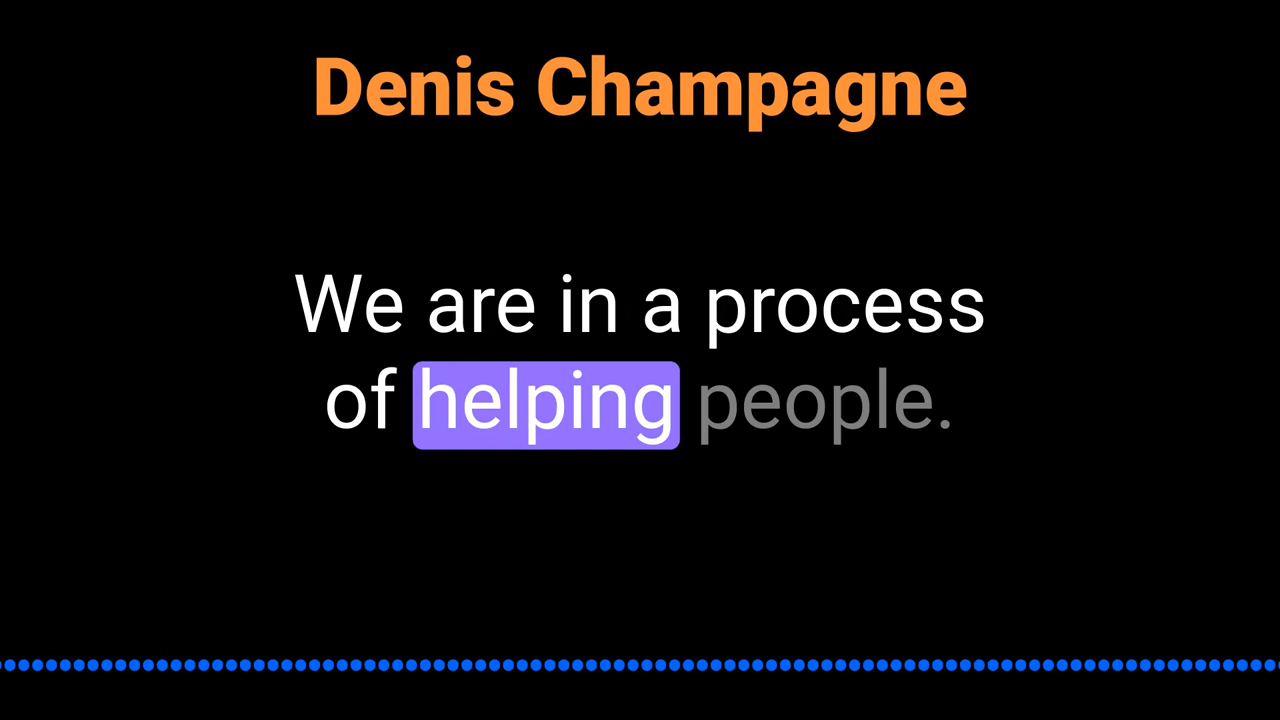 Denis Champagne
We are in a process
of helping people.